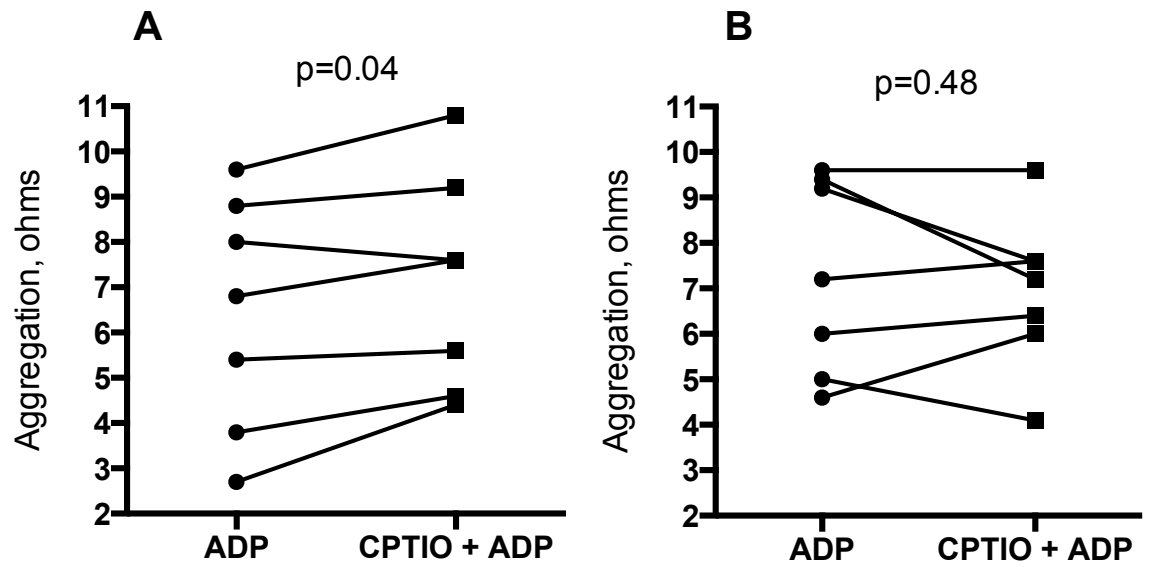 A
p=0.04
Aggregation, ohms
11
10
9
8
7
6
5
4
3
2
ADP
CPTIO + ADP
B
p=0.48
Aggregation, ohms
11
10
9
8
7
6
5
4
3
2
ADP
CPTIO + ADP